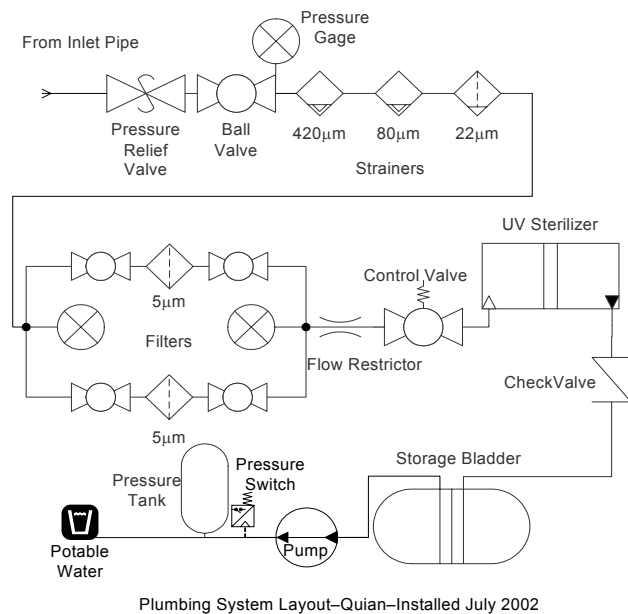 Pressure
Gage
From Inlet Pipe
Pressure
Relief
Valve
Ball
Valve
420μm
80μm
22μm
Strainers
UV Sterilizer
Control Valve
5μm
Filters
Flow Restrictor
CheckValve
5μm
Pressure
Tank
Pressure
Switch
Storage Bladder
Pump
Potable
Water
Plumbing System Layout–Quian–Installed July 2002